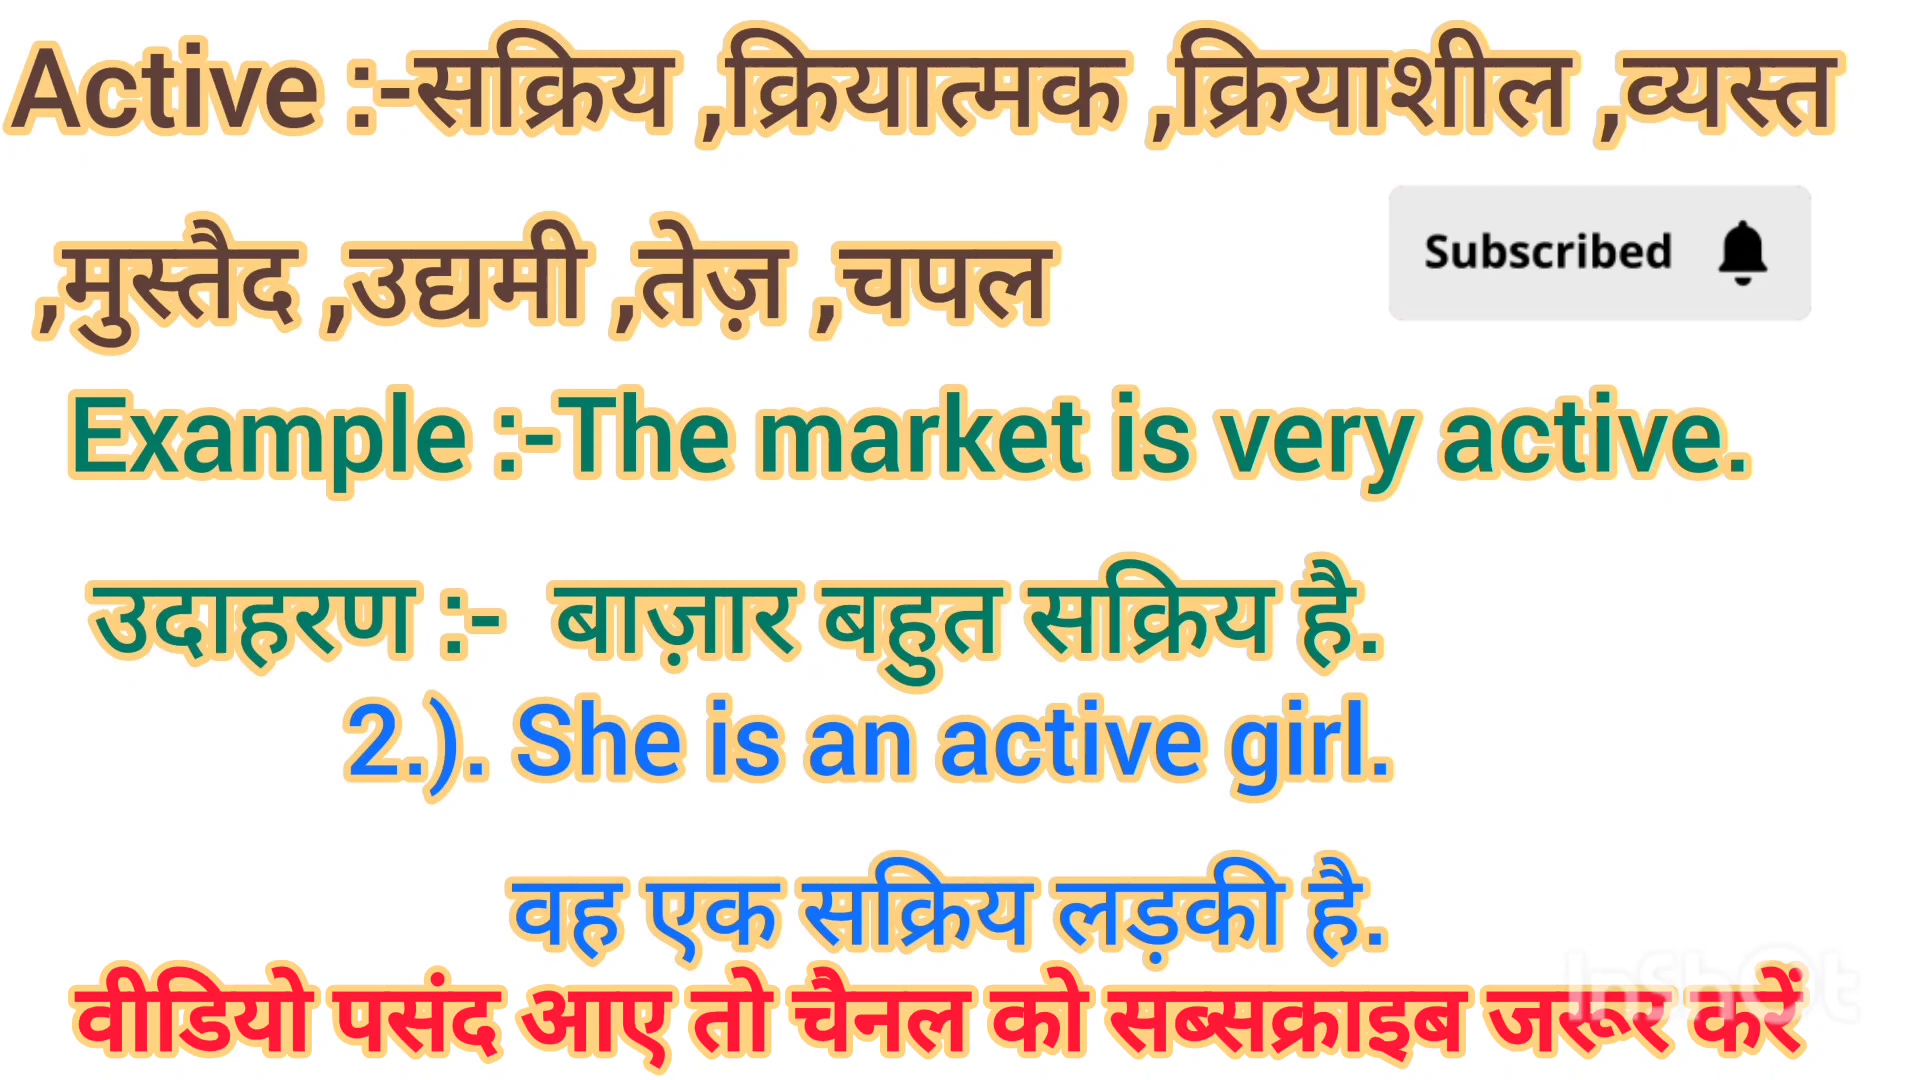 Active :-सक्रिय ,क्रियात्मक ,क्रियाशील ,व्यस्त
,मुस्तैद ,उद्यमी ,तेज़ ,चपल
Subscribed
Example :-The market is very active.
उदाहरण :- बाज़ार बहुत सक्रिय है.
2.). She is an active girl.
वह एक सक्रिय लड़की है.
वीडियो पसंद आए तो चैनल को सब्सक्राइब जरूर करें
InShOt